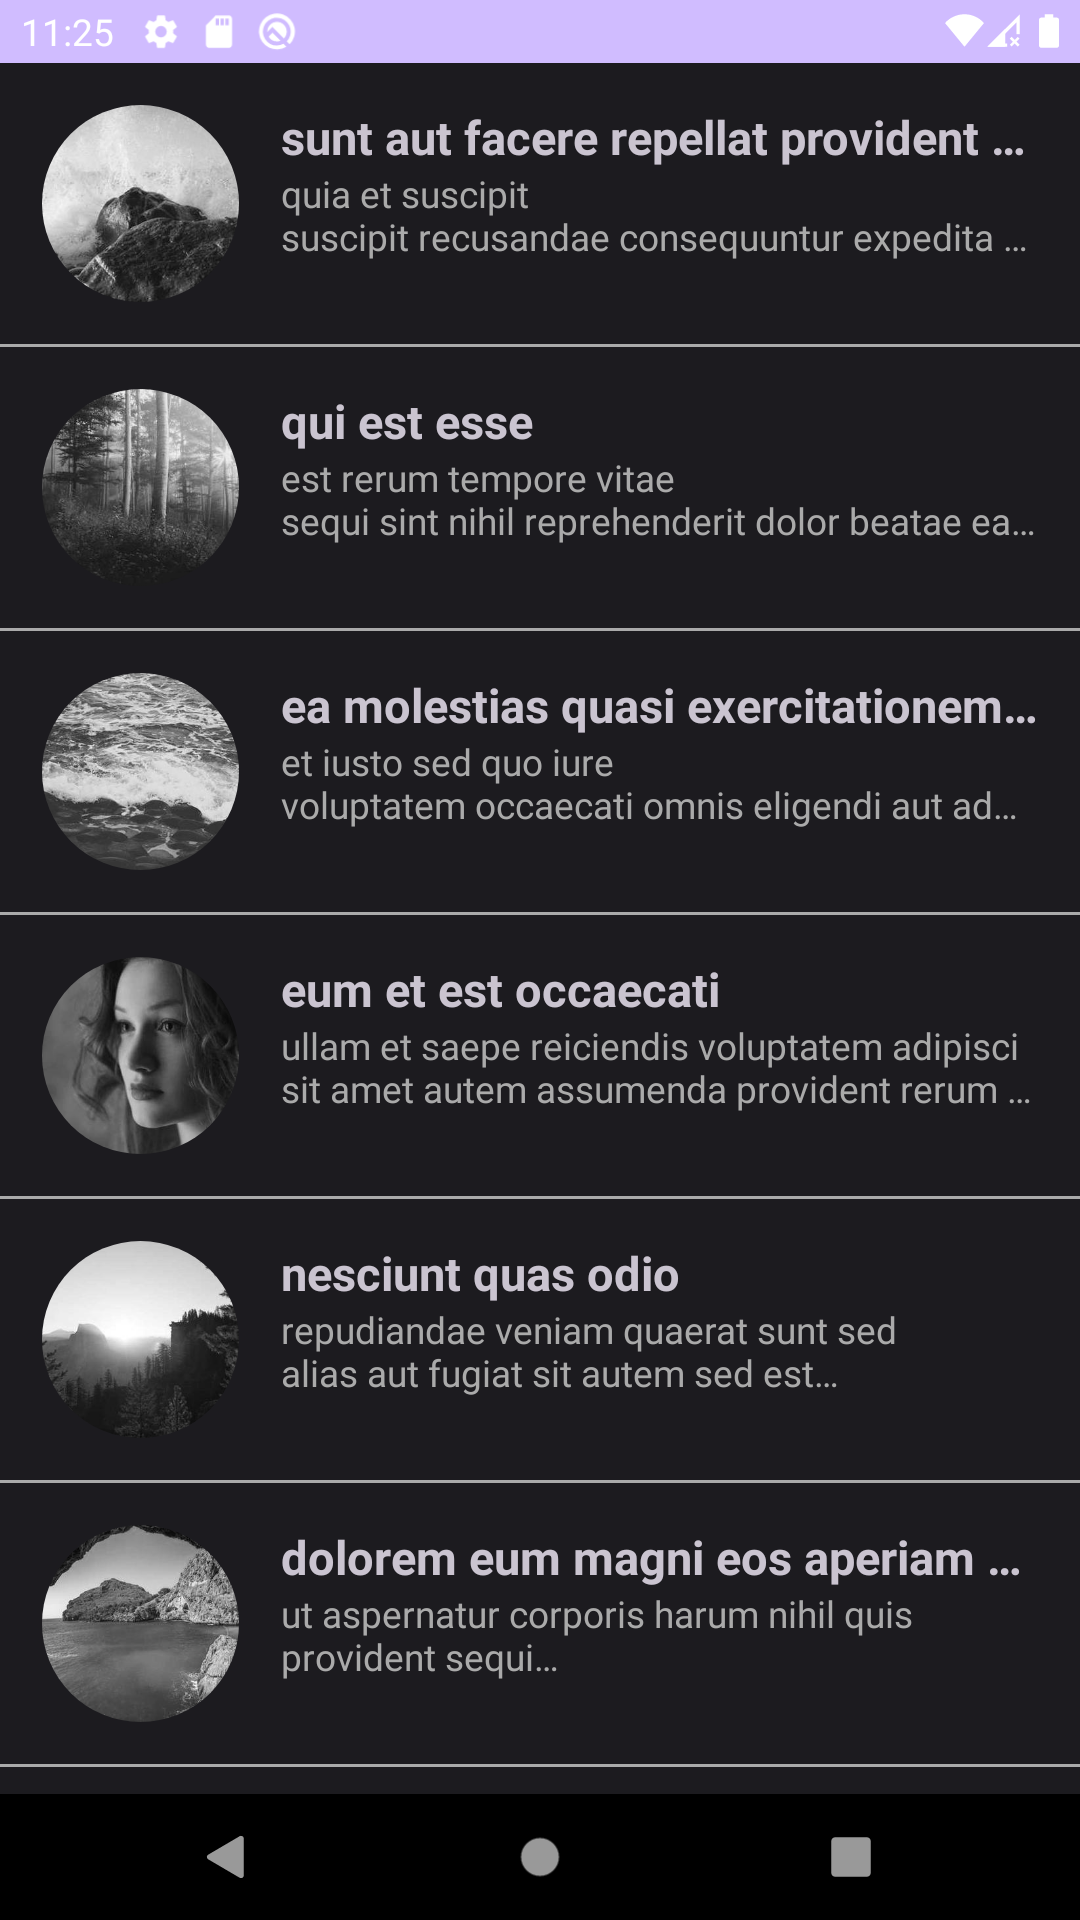 11:25
sunt aut facere repellat provident …
quia et suscipit
suscipit recusandae consequuntur expedita …
qui est esse
est rerum tempore vitae
sequi sint nihil reprehenderit dolor beatae ea…
ea molestias quasi exercitationem…
et iusto sed quo iure
voluptatem occaecati omnis eligendi aut ad…
eum et est occaecati
ullam et saepe reiciendis voluptatem adipisci
sit amet autem assumenda provident rerum …
nesciunt quas odio
repudiandae veniam quaerat sunt sed
alias aut fugiat sit autem sed est…
dolorem eum magni eos aperiam …
ut aspernatur corporis harum nihil quis
provident sequi…